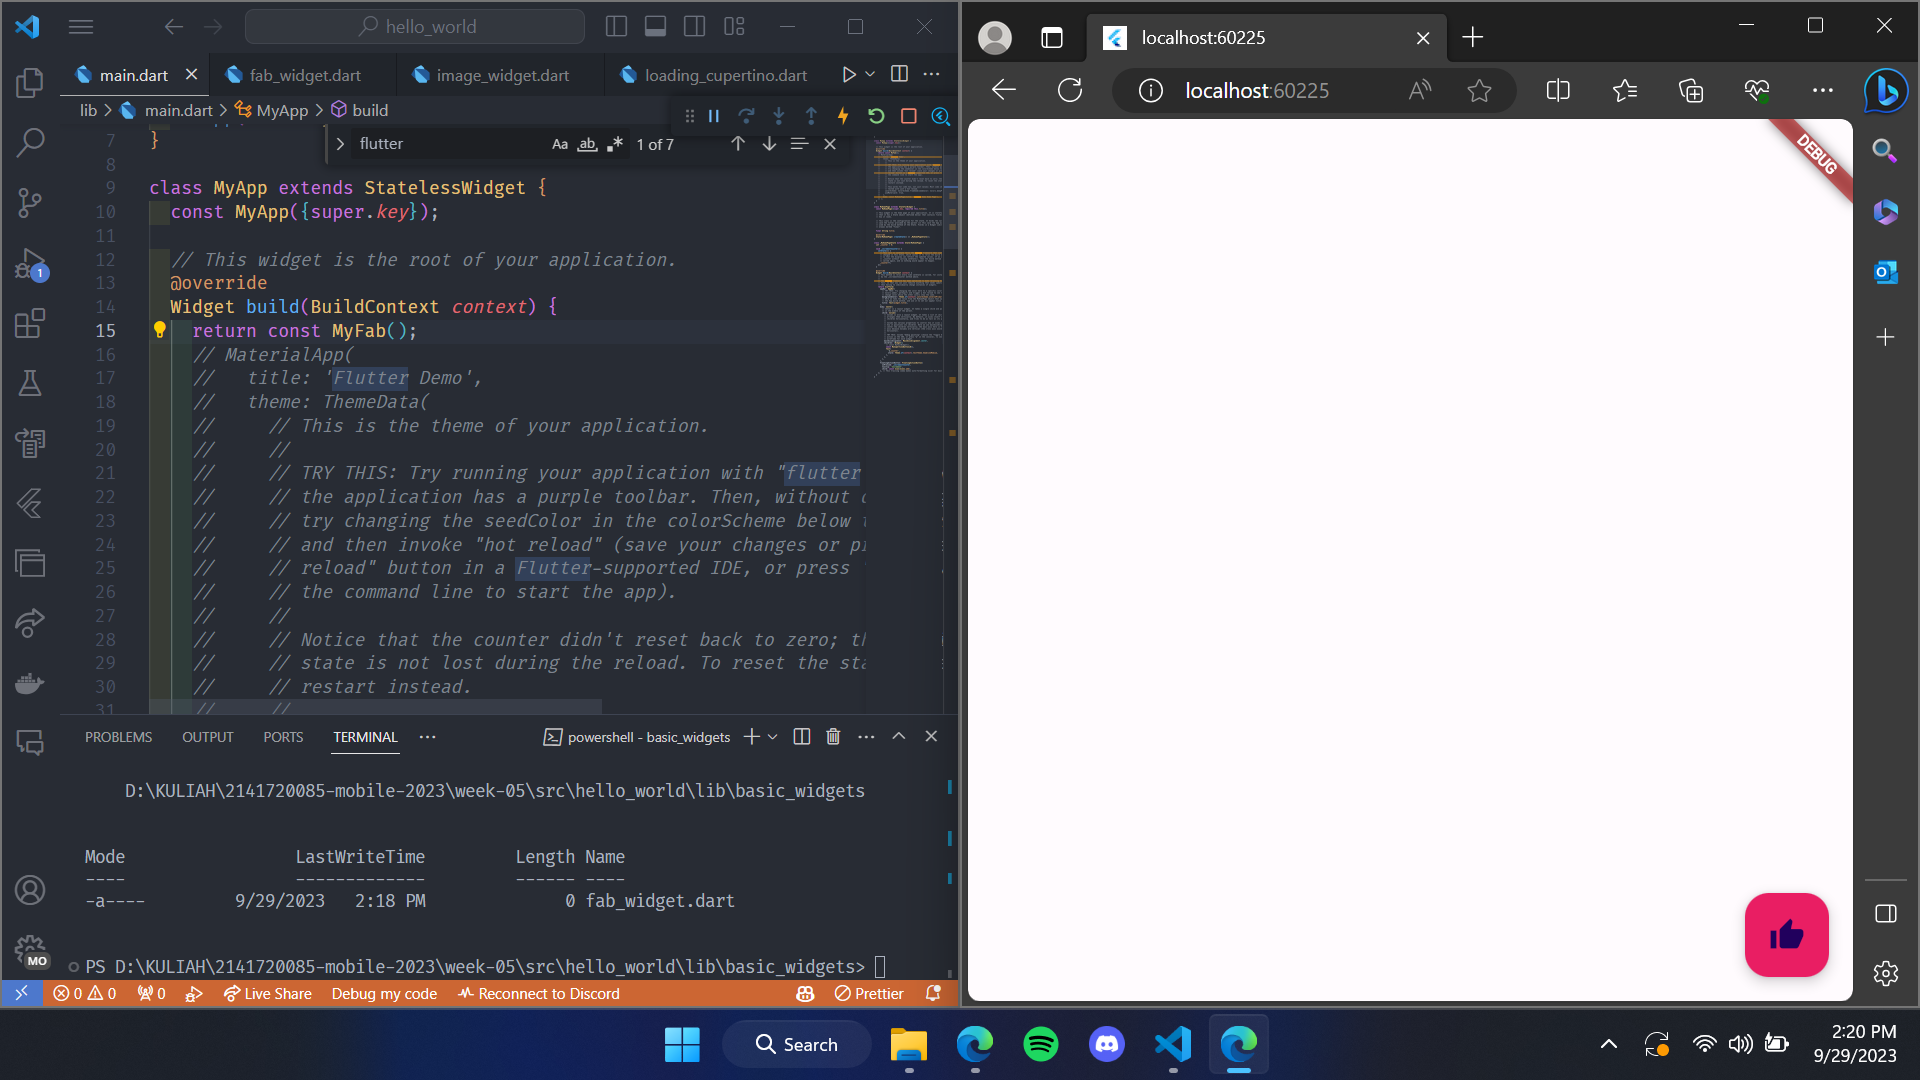 hello_world
main.dart
fab_widget.dart
image_widget.dart
loading_cupertino.dart
lib > main.dart > MyApp > build
flutter
Aa
ab
1 of 7
7 }
8
9 class MyApp extends StatelessWidget {
10 const MyApp({super.key});
11
12 // This widget is the root of your application.
13 @override
14 Widget build(BuildContext context) {
15 return const MyFab();
16 // MaterialApp(
17 // title: 'Flutter Demo',
18 // theme: ThemeData(
19 // // This is the theme of your application.
20 // //
21 // // TRY THIS: Try running your application with "flutter
22 // // the application has a purple toolbar. Then, without
23 // // try changing the seedColor in the colorScheme below
24 // // and then invoke "hot reload" (save your changes or
25 // // reload" button in a Flutter-supported IDE, or press
26 // // the command line to start the app).
27 // //
28 // // Notice that the counter didn't reset back to zero;
29 // // state is not lost during the reload. To reset the
30 // // restart instead.
31 // //
PROBLEMS OUTPUT PORTS TERMINAL
powershell - basic_widgets
D:\KULIAH\2141720085-mobile-2023\week-05\src\hello_world\lib\basic_widgets
Mode LastWriteTime Length Name
---- ------------- ------ ----
-a---- 9/29/2023 2:18 PM 0 fab_widget.dart
PS D:\KULIAH\2141720085-mobile-2023\week-05\src\hello_world\lib\basic_widgets>
1
MO
0 0 0 Live Share Debug my code Reconnect to Discord Prettier
localhost:60225
localhost:60225
DEBUG
Search
2:20 PM
9/29/2023